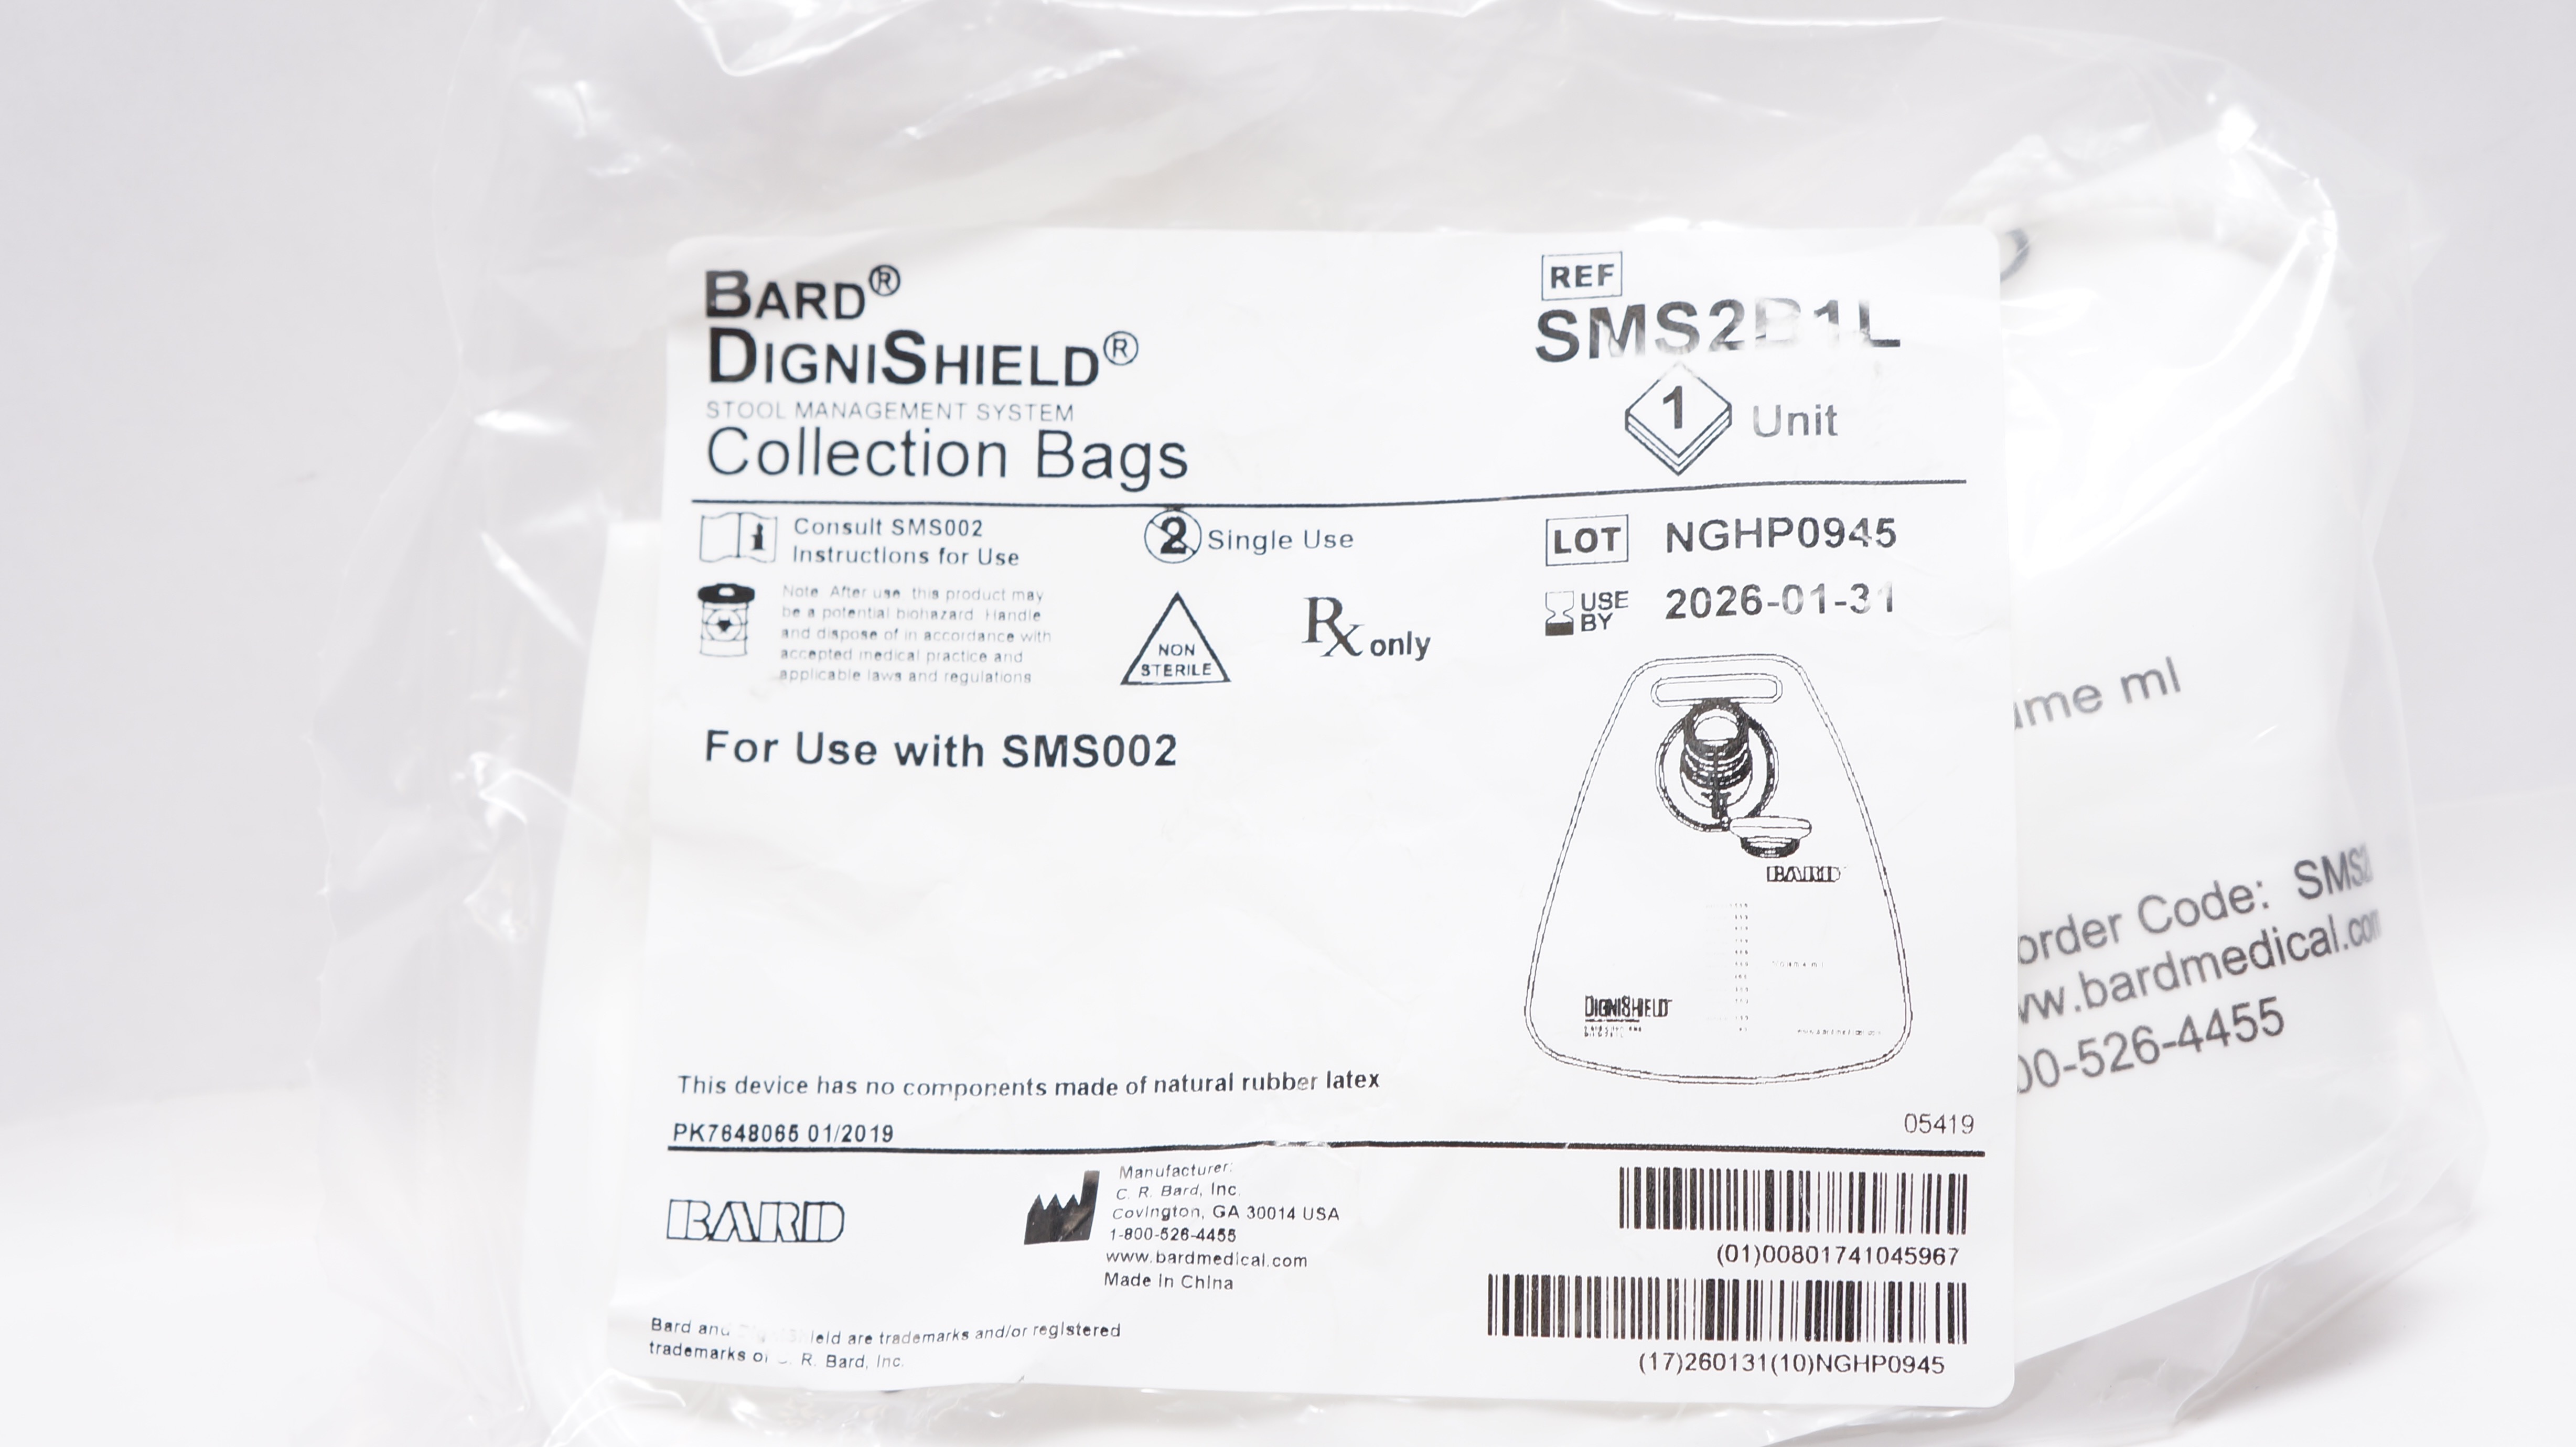 BARD®
DIGNISHIELD®
STOOL MANAGEMENT SYSTEM
Collection Bags
REF
SMS2B1L
1 Unit
Consult SMS002
Instructions for Use
2 Single Use
LOT NGHP0945
Note: After use, this product may
be a potential biohazard. Handle
and dispose of in accordance with
accepted medical practice and
applicable laws and regulations
NON
STERILE
Rx only
USE
BY 2026-01-31
For Use with SMS002
BARD
DIGNISHIELD
This device has no components made of natural rubber latex
PK7648065 01/2019
05419
BARD
Manufacturer:
C. R. Bard, Inc.
Covington, GA 30014 USA
1-800-526-4455
www.bardmedical.com
Made In China
(01)00801741045967
(17)260131(10)NGHP0945
Bard and DigniShield are trademarks and/or registered
trademarks of C. R. Bard, Inc.
ml
order Code: SMS2
www.bardmedical.com
00-526-4455